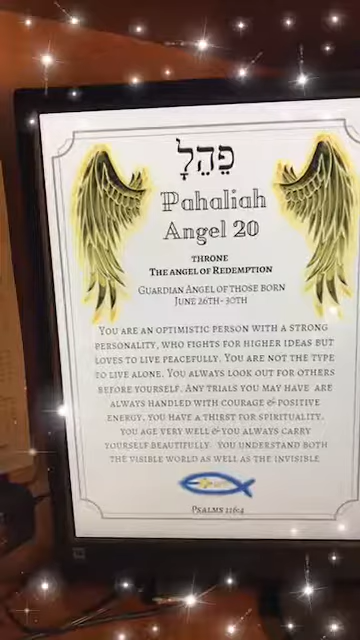 פֵהֵלָ
Pahaliah
Angel 20
THRONE
THE ANGEL OF REDEMPTION
GUARDIAN ANGEL OF THOSE BORN
JUNE 26TH- 30TH
YOU ARE AN OPTIMISTIC PERSON WITH A STRONG
PERSONALITY, WHO FIGHTS FOR HIGHER IDEAS BUT
LOVES TO LIVE PEACEFULLY. YOU ARE NOT THE TYPE
TO LIVE ALONE. YOU ALWAYS LOOK OUT FOR OTHERS
BEFORE YOURSELF. ANY TRIALS YOU MAY HAVE ARE
ALWAYS HANDLED WITH COURAGE & POSITIVE
ENERGY. YOU HAVE A THIRST FOR SPIRITUALITY.
YOU AGE VERY WELL & YOU ALWAYS CARRY
YOURSELF BEAUTIFULLY. YOU UNDERSTAND BOTH
THE VISIBLE WORLD AS WELL AS THE INVISIBLE
PSALMS